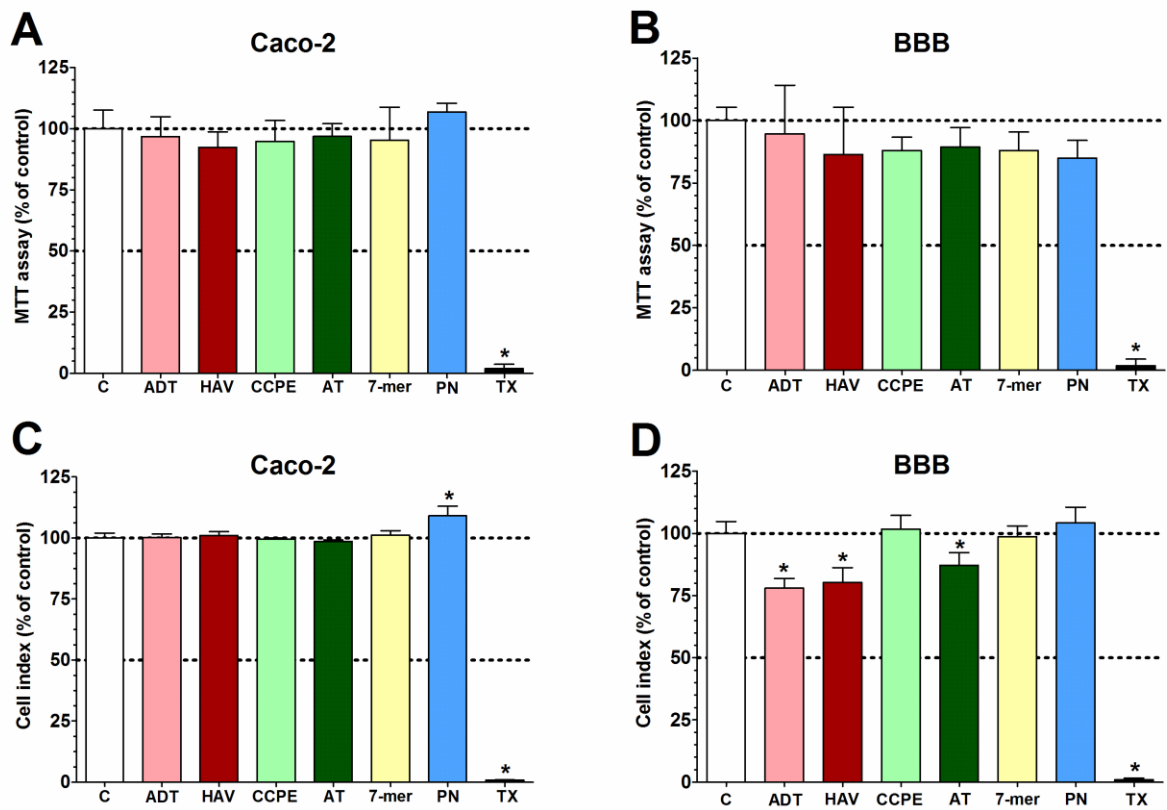 A
Caco-2
MTT assay (% of control)
125
100
75
50
25
0
C ADT HAV CCPE AT 7-mer PN TX
*
B
BBB
MTT assay (% of control)
125
100
75
50
25
0
C ADT HAV CCPE AT 7-mer PN TX
*
C
Caco-2
Cell index (% of control)
125
100
75
50
25
0
C ADT HAV CCPE AT 7-mer PN TX
*
*
D
BBB
Cell index (% of control)
125
100
75
50
25
0
C ADT HAV CCPE AT 7-mer PN TX
*
*
*
*